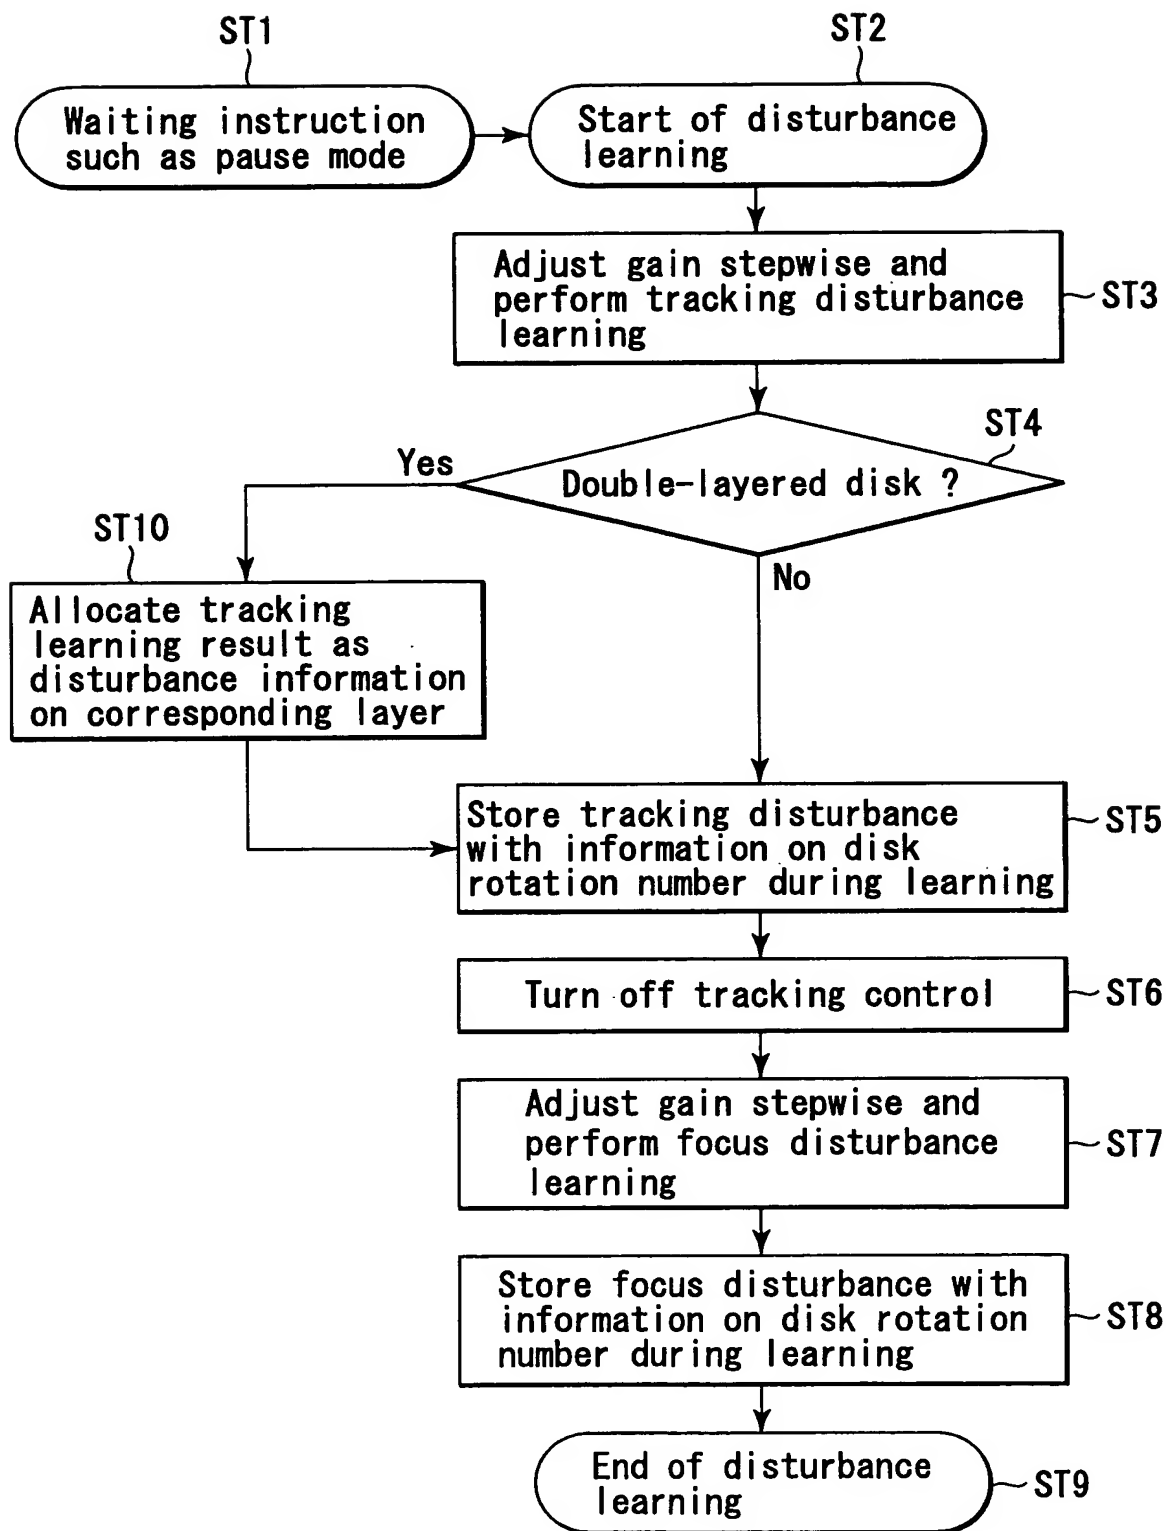 ST1
Waiting instruction
such as pause mode
ST2
Start of disturbance
learning
Adjust gain stepwise and
perform tracking disturbance
learning
ST3
ST4
Double-layered disk ?
Yes
No
ST10
Allocate tracking
learning result as
disturbance information
on corresponding layer
Store tracking disturbance
with information on disk
rotation number during learning
ST5
Turn off tracking control
ST6
Adjust gain stepwise and
perform focus disturbance
learning
ST7
Store focus disturbance with
information on disk rotation
number during learning
ST8
End of disturbance
learning
ST9